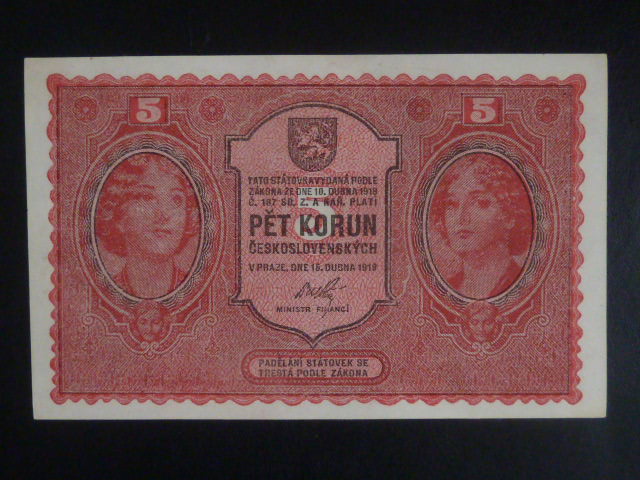 5 5
TATO STÁTOVKA VYDANÁ PODLE
ZÁKONA ZE DNE 10. DUBNA 1919
Č. 187 SB. Z. A NAŘ. PLATÍ
5
PĚT KORUN
ČESKOSLOVENSKÝCH
V PRAZE, DNE 15. DUBNA 1919
MINISTR FINANCÍ
PADĚLÁNÍ STÁTOVEK SE
TRESTÁ PODLE ZÁKONA